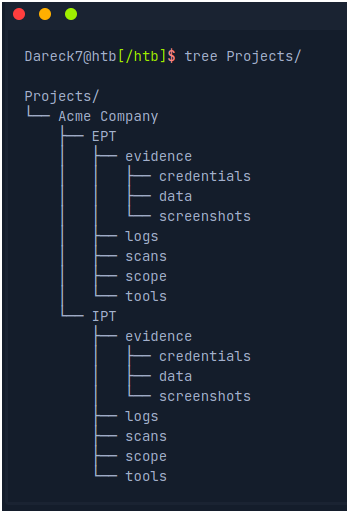 Dareck7@htb[/htb]$ tree Projects/

Projects/
└── Acme Company
    ├── EPT
    │   ├── evidence
    │   │   ├── credentials
    │   │   ├── data
    │   │   └── screenshots
    │   ├── logs
    │   ├── scans
    │   ├── scope
    │   └── tools
    └── IPT
        ├── evidence
        │   ├── credentials
        │   ├── data
        │   └── screenshots
        ├── logs
        ├── scans
        ├── scope
        └── tools